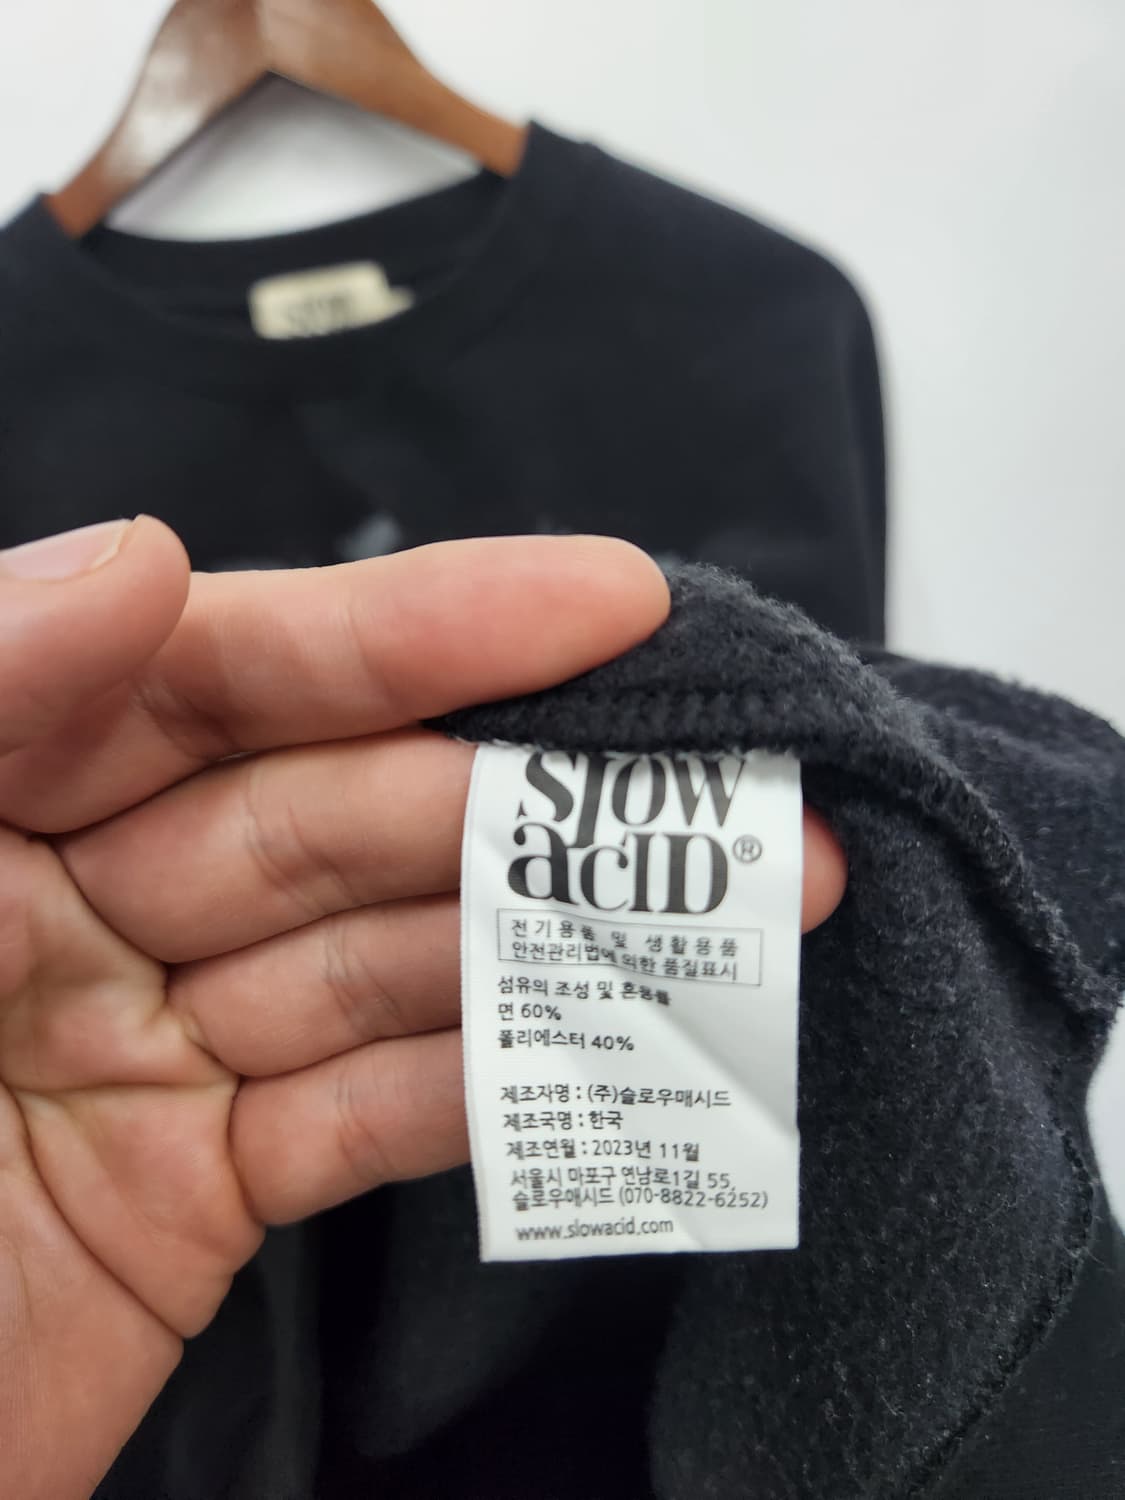 slow
acID®
전기용품 및 생활용품
안전관리법에 의한 품질표시
섬유의 조성 및 혼용률
면 60%
폴리에스터 40%
제조자명 : (주)슬로우애시드
제조국명 : 한국
제조연월 : 2023년 11월
서울시 마포구 연남로1길 55,
슬로우애시드 (070-8822-6252)
www.slowacid.com